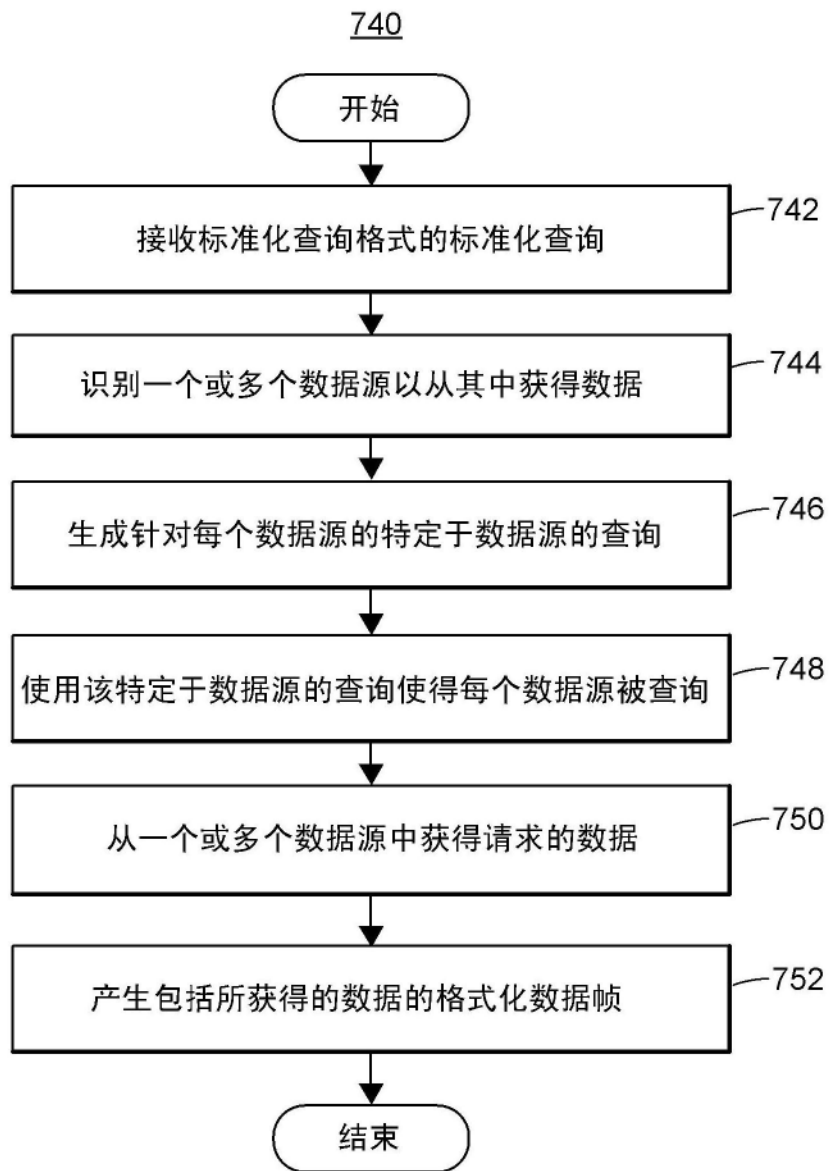 740
开始
接收标准化查询格式的标准化查询
742
识别一个或多个数据源以从其中获得数据
744
生成针对每个数据源的特定于数据源的查询
746
使用该特定于数据源的查询使得每个数据源被查询
748
从一个或多个数据源中获得请求的数据
750
产生包括所获得的数据的格式化数据帧
752
结束